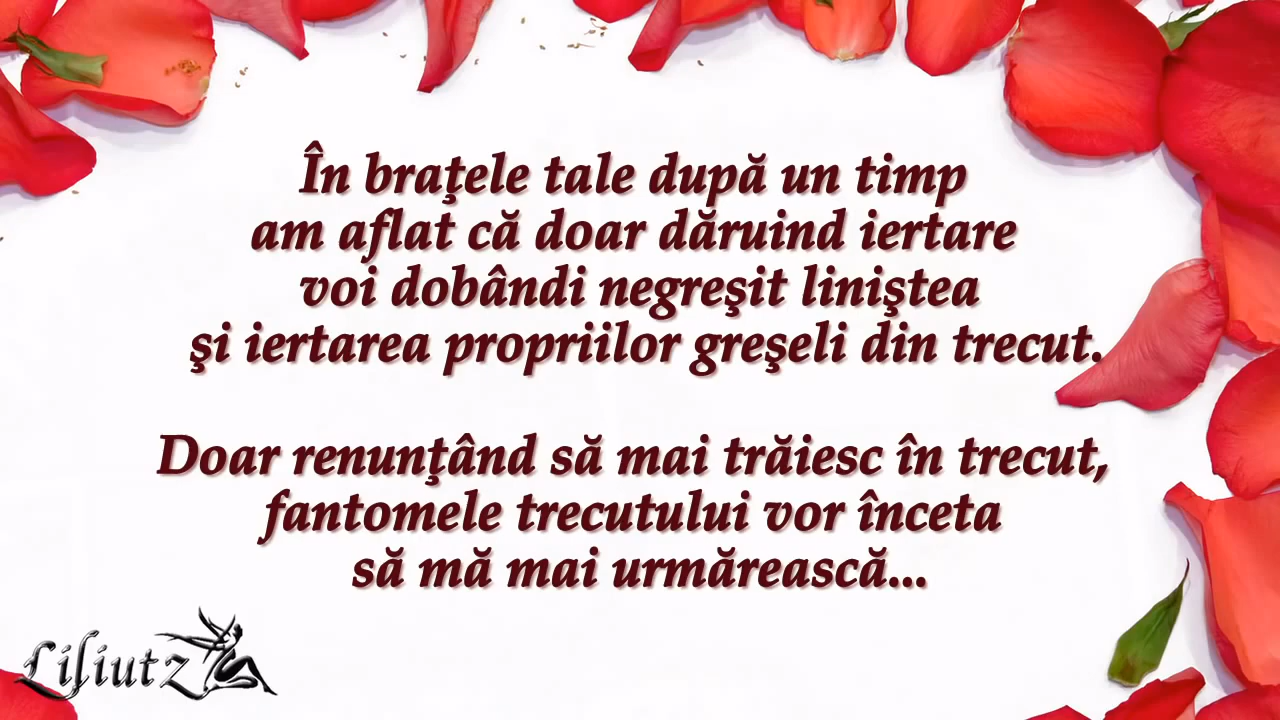 În braţele tale după un timp
am aflat că doar dăruind iertare
voi dobândi negreşit liniştea
şi iertarea propriilor greşeli din trecut.
Doar renunţând să mai trăiesc în trecut,
fantomele trecutului vor înceta
să mă mai urmărească...
Liliutz